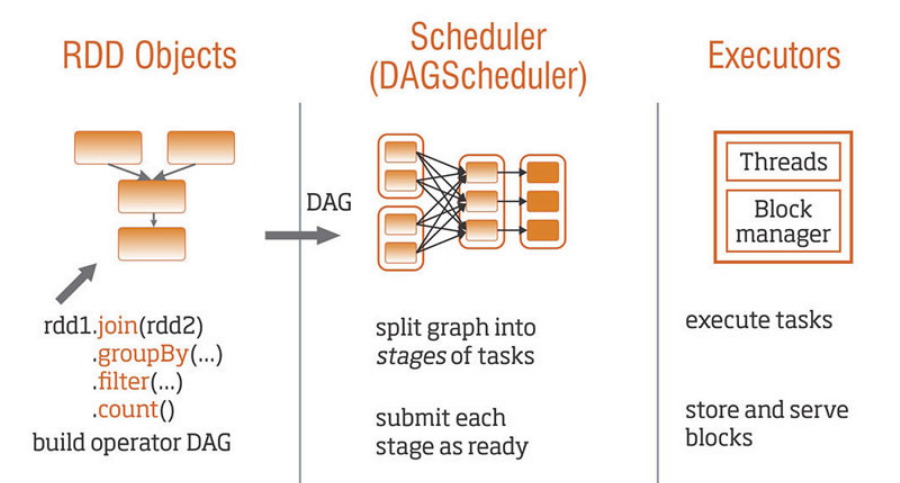 RDD Objects
rdd1.join(rdd2)
.groupBy(...)
.filter(...)
.count()
build operator DAG
DAG
Scheduler
(DAGScheduler)
split graph into
stages of tasks
submit each
stage as ready
Executors
Threads
Block
manager
execute tasks
store and serve
blocks